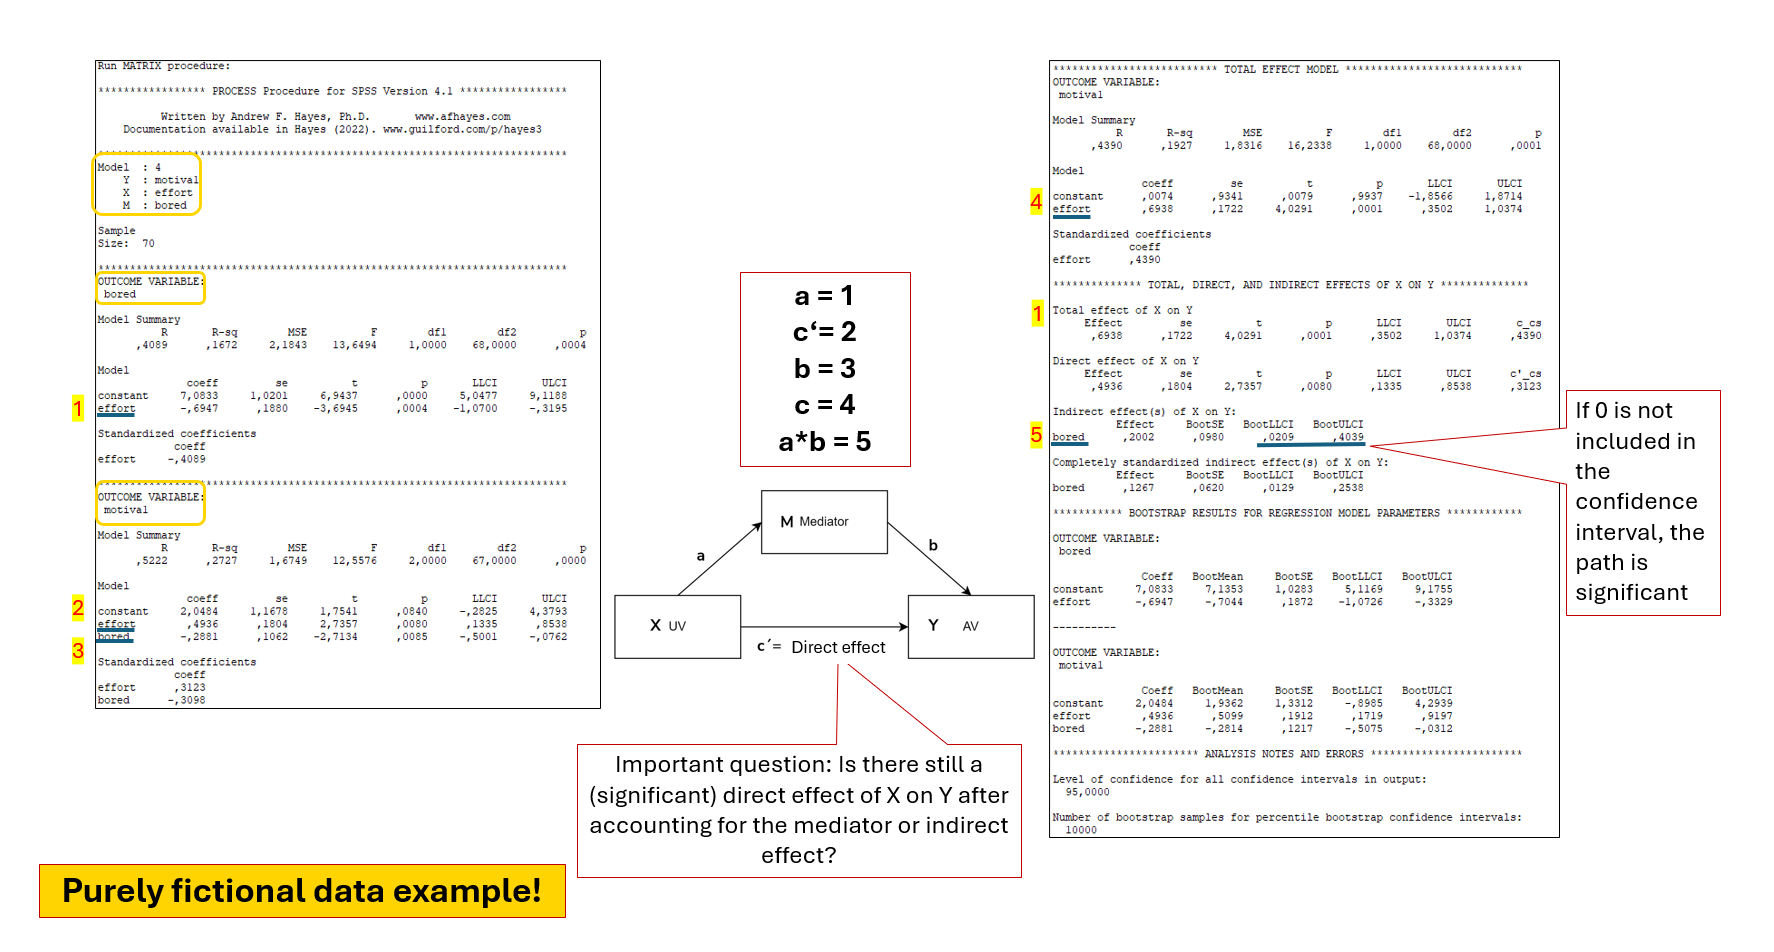 Run MATRIX procedure:
***************** PROCESS Procedure for SPSS Version 4.1 *****************
Written by Andrew F. Hayes, Ph.D. www.afhayes.com
Documentation available in Hayes (2022). www.guilford.com/p/hayes3
**************************************************************************
Model : 4
Y : motival
X : effort
M : bored
Sample
Size: 70
**************************************************************************
OUTCOME VARIABLE:
bored
Model Summary
R R-sq MSE F df1 df2 p
,4089 ,1672 2,1843 13,6494 1,0000 68,0000 ,0004
Model
coeff se t p LLCI ULCI
constant 7,0833 1,0201 6,9437 ,0000 5,0477 9,1188
1 effort -,6947 ,1880 -3,6945 ,0004 -1,0700 -,3195
Standardized coefficients
coeff
effort -,4089
**************************************************************************
OUTCOME VARIABLE:
motival
Model Summary
R R-sq MSE F df1 df2 p
,5222 ,2727 1,6749 12,5576 2,0000 67,0000 ,0000
Model
coeff se t p LLCI ULCI
2 constant 2,0484 1,1678 1,7541 ,0840 -,2825 4,3793
effort ,4936 ,1804 2,7357 ,0080 ,1335 ,8538
3 bored -,2881 ,1062 -2,7134 ,0085 -,5001 -,0762
Standardized coefficients
coeff
effort ,3123
bored -,3098
a = 1
c‘= 2
b = 3
c = 4
a*b = 5
M Mediator
a
b
X UV
Y AV
c´= Direct effect
Important question: Is there still a
(significant) direct effect of X on Y after
accounting for the mediator or indirect
effect?
************************** TOTAL EFFECT MODEL ****************************
OUTCOME VARIABLE:
motival
Model Summary
R R-sq MSE F df1 df2 p
,4390 ,1927 1,8316 16,2338 1,0000 68,0000 ,0001
Model
coeff se t p LLCI ULCI
4 constant ,0074 ,9341 ,0079 ,9937 -1,8566 1,8714
effort ,6938 ,1722 4,0291 ,0001 ,3502 1,0374
Standardized coefficients
coeff
effort ,4390
************** TOTAL, DIRECT, AND INDIRECT EFFECTS OF X ON Y **************
1 Total effect of X on Y
Effect se t p LLCI ULCI c_cs
,6938 ,1722 4,0291 ,0001 ,3502 1,0374 ,4390
Direct effect of X on Y
Effect se t p LLCI ULCI c'_cs
,4936 ,1804 2,7357 ,0080 ,1335 ,8538 ,3123
Indirect effect(s) of X on Y:
Effect BootSE BootLLCI BootULCI
5 bored ,2002 ,0980 ,0209 ,4039
Completely standardized indirect effect(s) of X on Y:
Effect BootSE BootLLCI BootULCI
bored ,1267 ,0620 ,0129 ,2538
*********** BOOTSTRAP RESULTS FOR REGRESSION MODEL PARAMETERS ************
OUTCOME VARIABLE:
bored
Coeff BootMean BootSE BootLLCI BootULCI
constant 7,0833 7,1353 1,0283 5,1169 9,1755
effort -,6947 -,7044 ,1872 -1,0726 -,3329
----------
OUTCOME VARIABLE:
motival
Coeff BootMean BootSE BootLLCI BootULCI
constant 2,0484 1,9362 1,3312 -,8985 4,2939
effort ,4936 ,5099 ,1912 ,1719 ,9197
bored -,2881 -,2814 ,1217 -,5075 -,0312
*********************** ANALYSIS NOTES AND ERRORS ************************
Level of confidence for all confidence intervals in output:
95,0000
Number of bootstrap samples for percentile bootstrap confidence intervals:
10000
If 0 is not
included in
the
confidence
interval, the
path is
significant
Purely fictional data example!